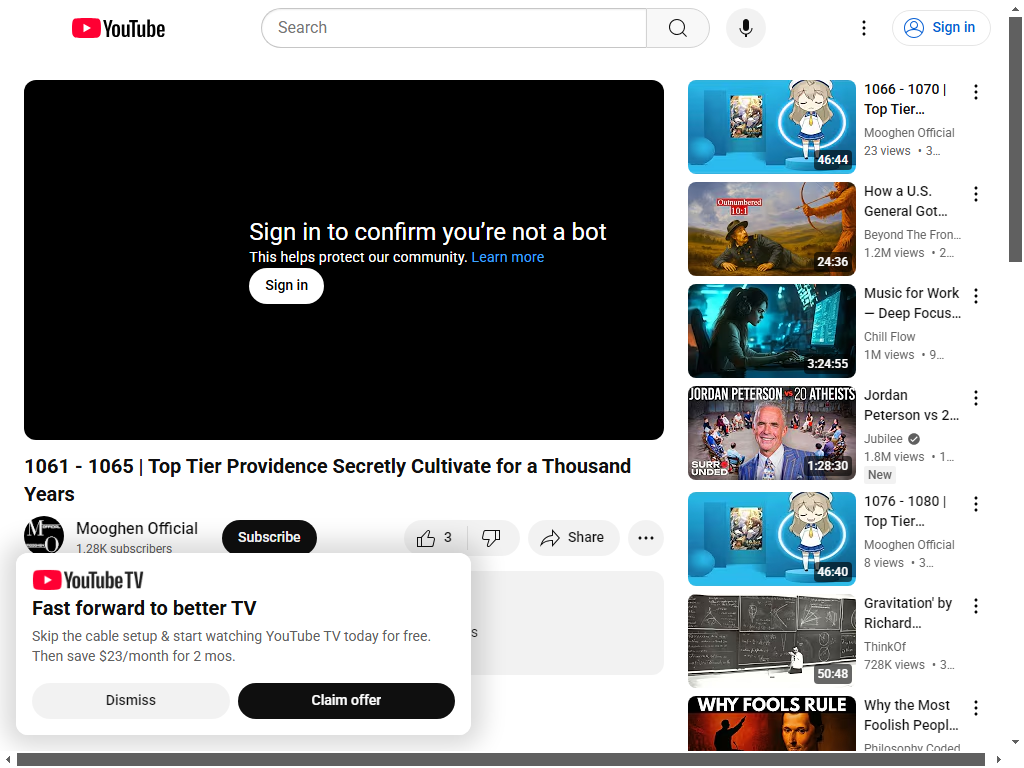 YouTube
Search
Sign in
Sign in to confirm you’re not a bot
This helps protect our community. Learn more
Sign in
1061 - 1065 | Top Tier Providence Secretly Cultivate for a Thousand
Years
Mooghen Official
1.28K subscribers
Subscribe
3
Share
s
YouTube TV
Fast forward to better TV
Skip the cable setup & start watching YouTube TV today for free.
Then save $23/month for 2 mos.
Dismiss
Claim offer
46:44
1066 - 1070 |
Top Tier…
Mooghen Official
23 views • 3…
Outnumbered
10:1
24:36
How a U.S.
General Got…
Beyond The Fron…
1.2M views • 2…
3:24:55
Music for Work
— Deep Focus…
Chill Flow
1M views • 9…
JORDAN PETERSON vs 20 ATHEISTS
SURR
OUNDED
1:28:30
Jordan
Peterson vs 2…
Jubilee
1.8M views • 1…
New
46:40
1076 - 1080 |
Top Tier…
Mooghen Official
8 views • 3…
50:48
Gravitation' by
Richard…
ThinkOf
728K views • 3…
WHY FOOLS RULE
Why the Most
Foolish Peopl…
Philosophy Coded